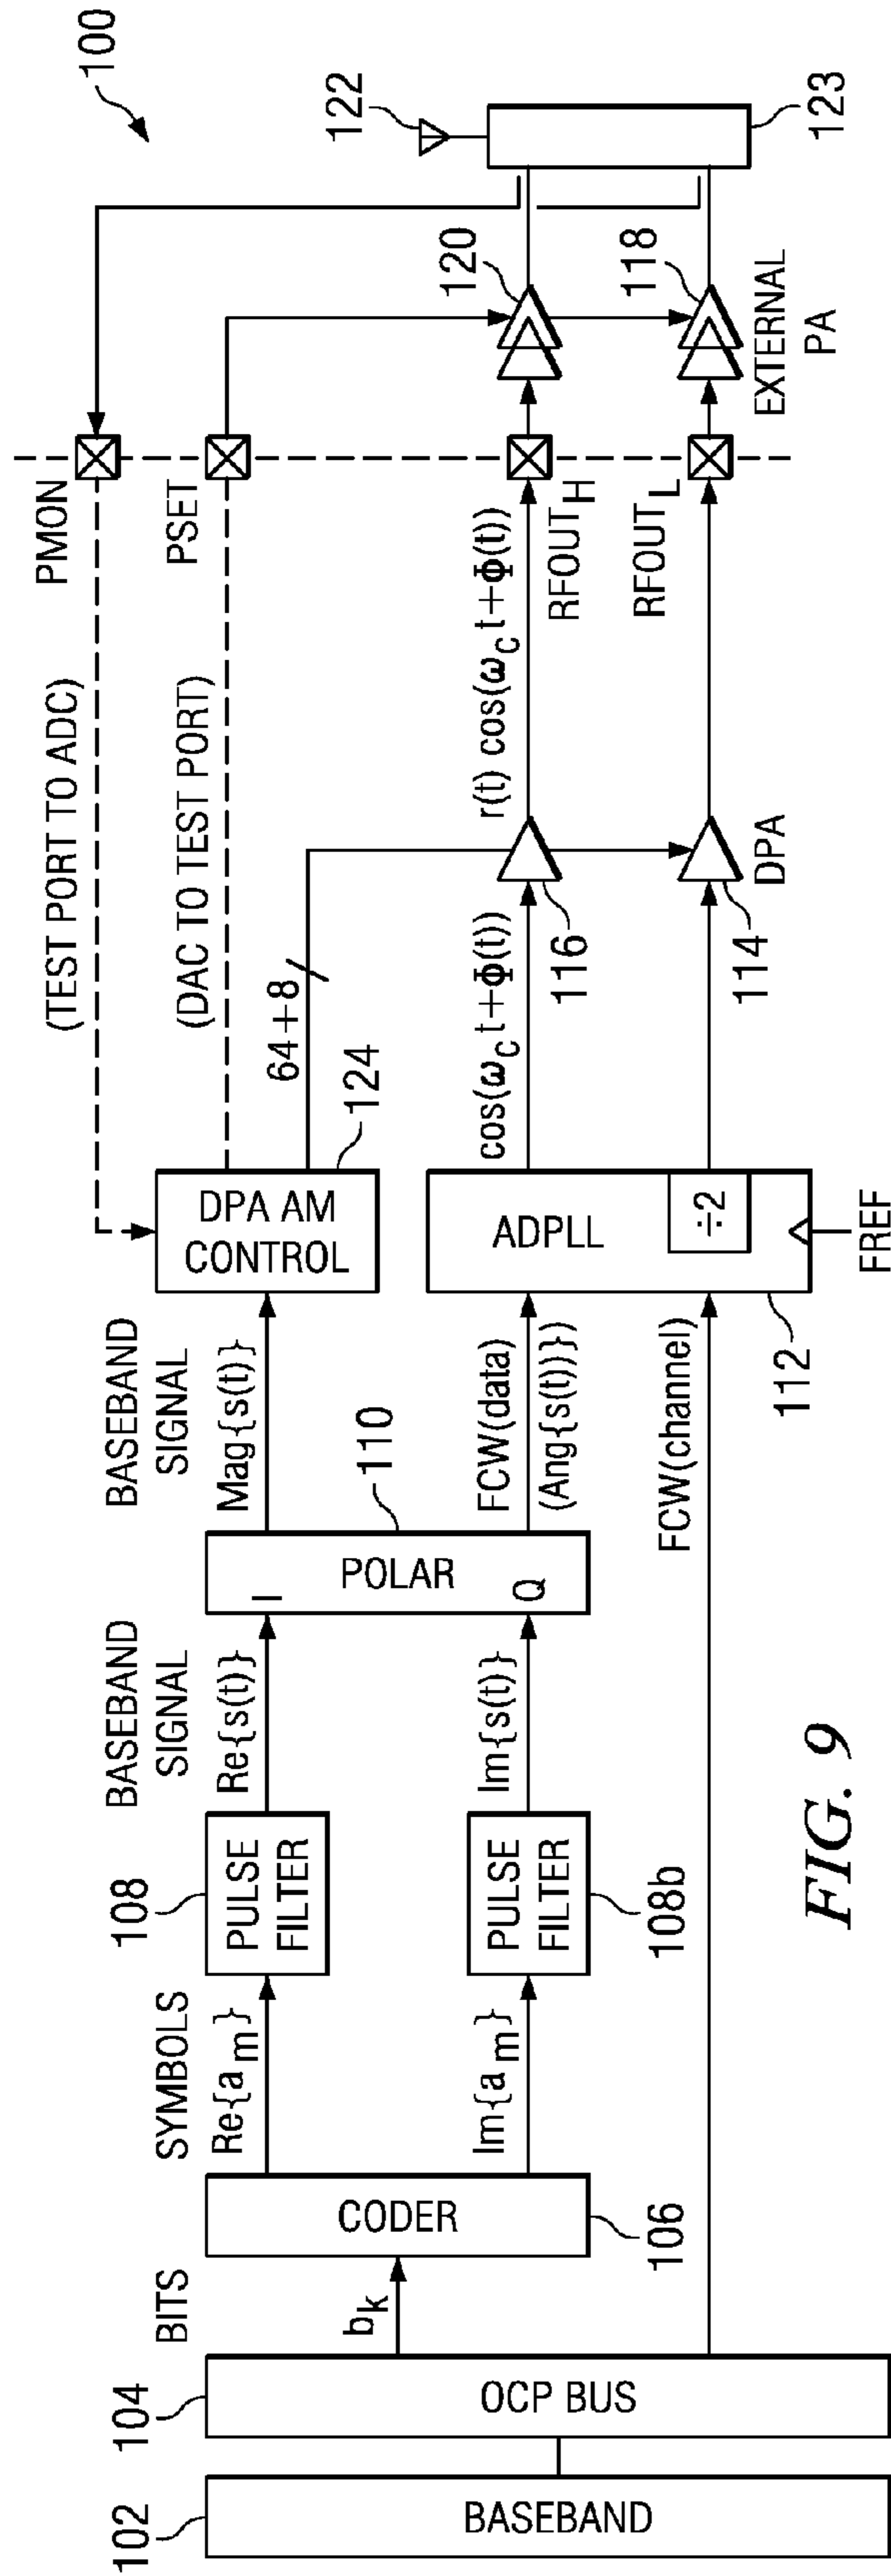 100
122
123
120
118
EXTERNAL
PA
PMON
PSET
RFOUT_H
RFOUT_L
(TEST PORT TO ADC)
(DAC TO TEST PORT)
64+8
r(t) cos(ω_c t+Φ(t))
cos(ω_c t+Φ(t))
116
114
DPA
124
DPA AM
CONTROL
ADPLL
÷2
FREF
112
BASEBAND
SIGNAL
Mag{s(t)}
FCW(data)
(Ang{s(t))})
FCW(channel)
110
POLAR
I
Q
BASEBAND
SIGNAL
Re{s(t)}
Im{s(t)}
108
PULSE
FILTER
PULSE
FILTER
108b
SYMBOLS
Re{a_m}
Im{a_m}
CODER
106
BITS
b_k
104
OCP BUS
102
BASEBAND
FIG. 9